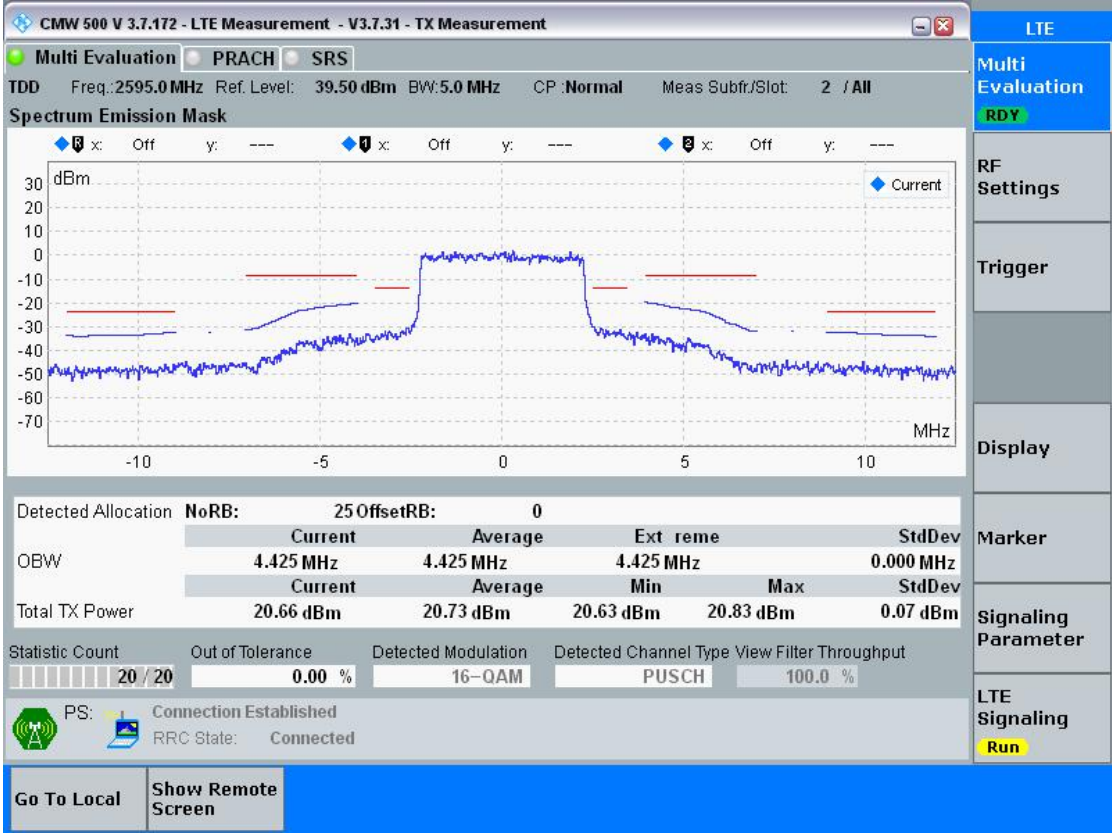 CMW 500 V 3.7.172 - LTE Measurement - V3.7.31 - TX Measurement
LTE
Multi Evaluation PRACH SRS
TDD Freq.:2595.0 MHz Ref. Level: 39.50 dBm BW:5.0 MHz CP :Normal Meas Subfr./Slot: 2 / All
Spectrum Emission Mask
R x: Off y: --- 1 x: Off y: --- 2 x: Off y: ---
dBm
Current
30
20
10
0
-10
-20
-30
-40
-50
-60
-70
MHz
-10 -5 0 5 10
Detected Allocation NoRB: 25 OffsetRB: 0
Current Average Ext reme StdDev
OBW 4.425 MHz 4.425 MHz 4.425 MHz 0.000 MHz
Current Average Min Max StdDev
Total TX Power 20.66 dBm 20.73 dBm 20.63 dBm 20.83 dBm 0.07 dBm
Statistic Count Out of Tolerance Detected Modulation Detected Channel Type View Filter Throughput
20 / 20 0.00 % 16-QAM PUSCH 100.0 %
PS: Connection Established
RRC State: Connected
Multi
Evaluation
RDY
RF
Settings
Trigger
Display
Marker
Signaling
Parameter
LTE
Signaling
Run
Go To Local
Show Remote
Screen